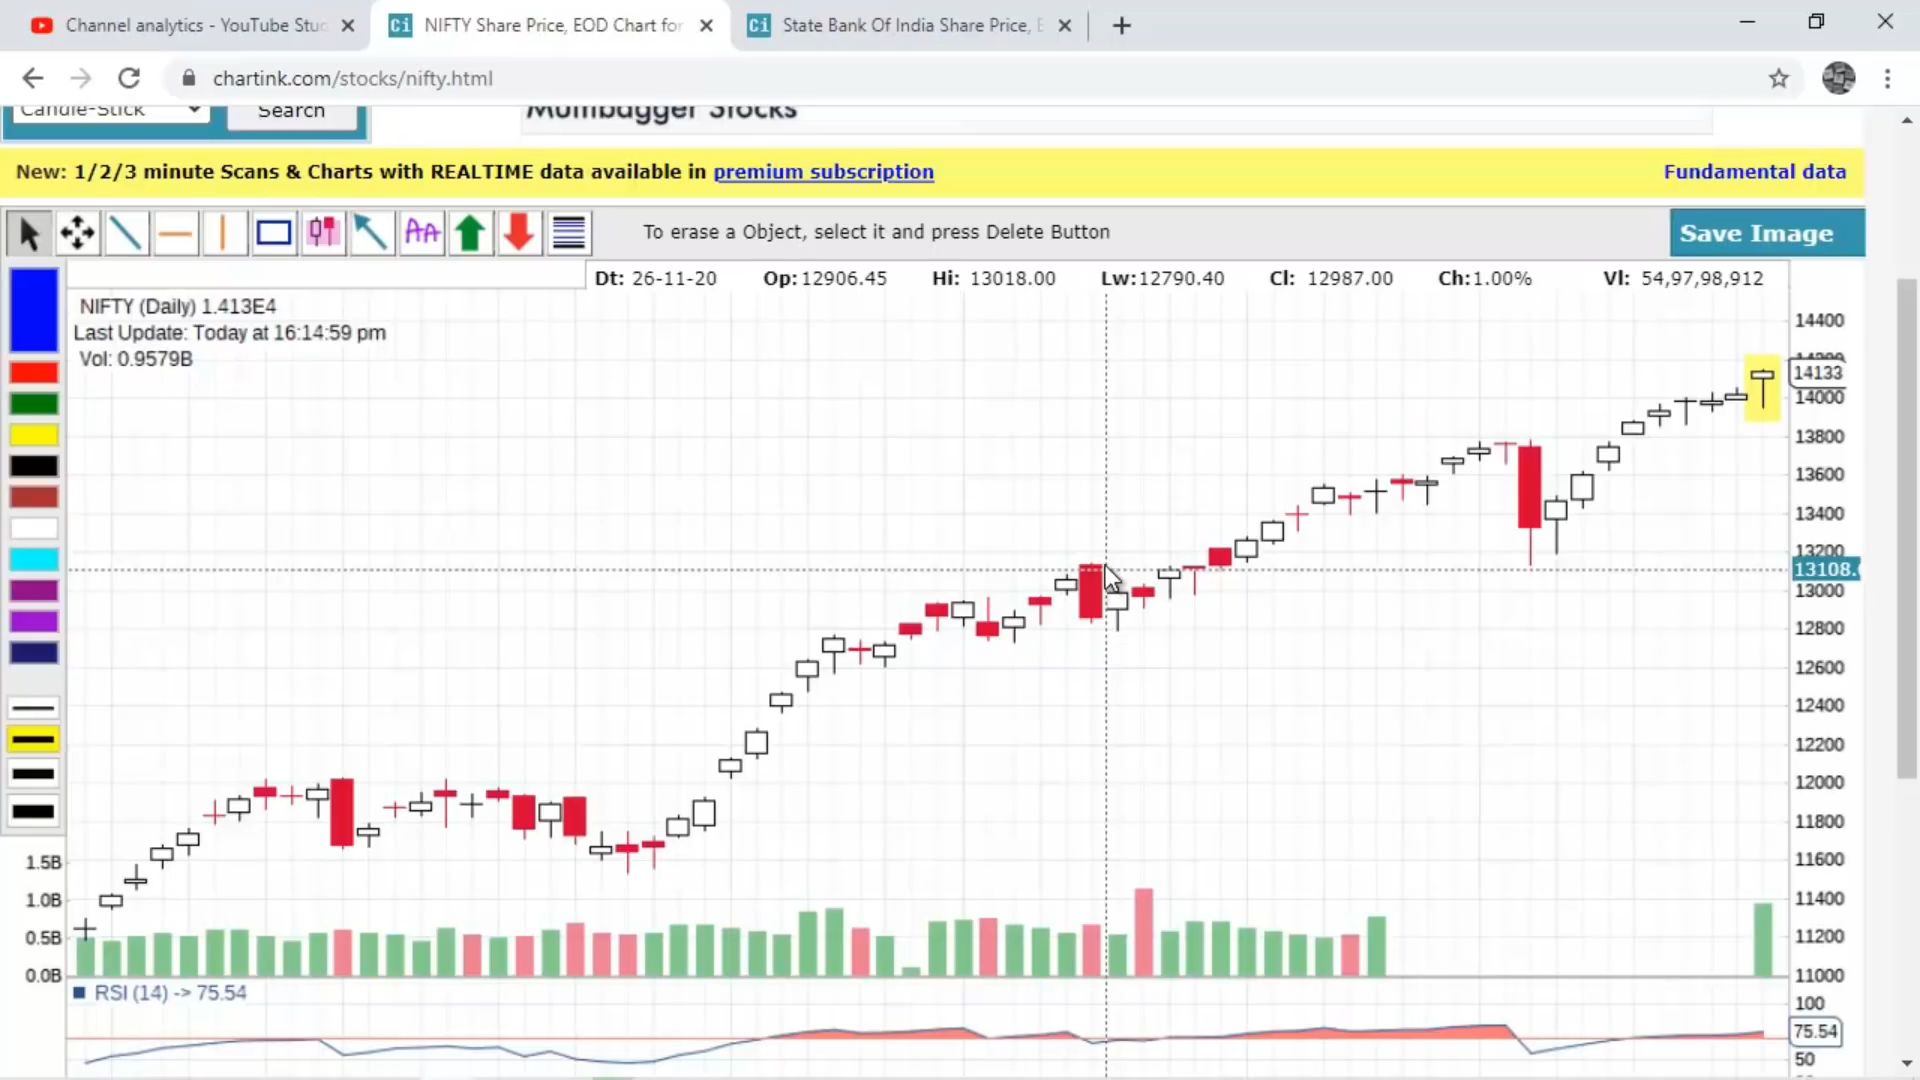 Channel analytics - YouTube Stud
NIFTY Share Price, EOD Chart for
State Bank Of India Share Price, E
chartink.com/stocks/nifty.html
Candle-Stick
Search
Multibagger Stocks
New: 1/2/3 minute Scans & Charts with REALTIME data available in premium subscription
Fundamental data
AA
To erase a Object, select it and press Delete Button
Save Image
Dt: 26-11-20 Op:12906.45 Hi: 13018.00 Lw:12790.40 Cl: 12987.00 Ch:1.00% Vl: 54,97,98,912
NIFTY (Daily) 1.413E4
Last Update: Today at 16:14:59 pm
Vol: 0.9579B
14400
14200
14133
14000
13800
13600
13400
13200
13108.
13000
12800
12600
12400
12200
12000
11800
11600
11400
11200
11000
1.5B
1.0B
0.5B
0.0B
RSI (14) -> 75.54
100
75.54
50